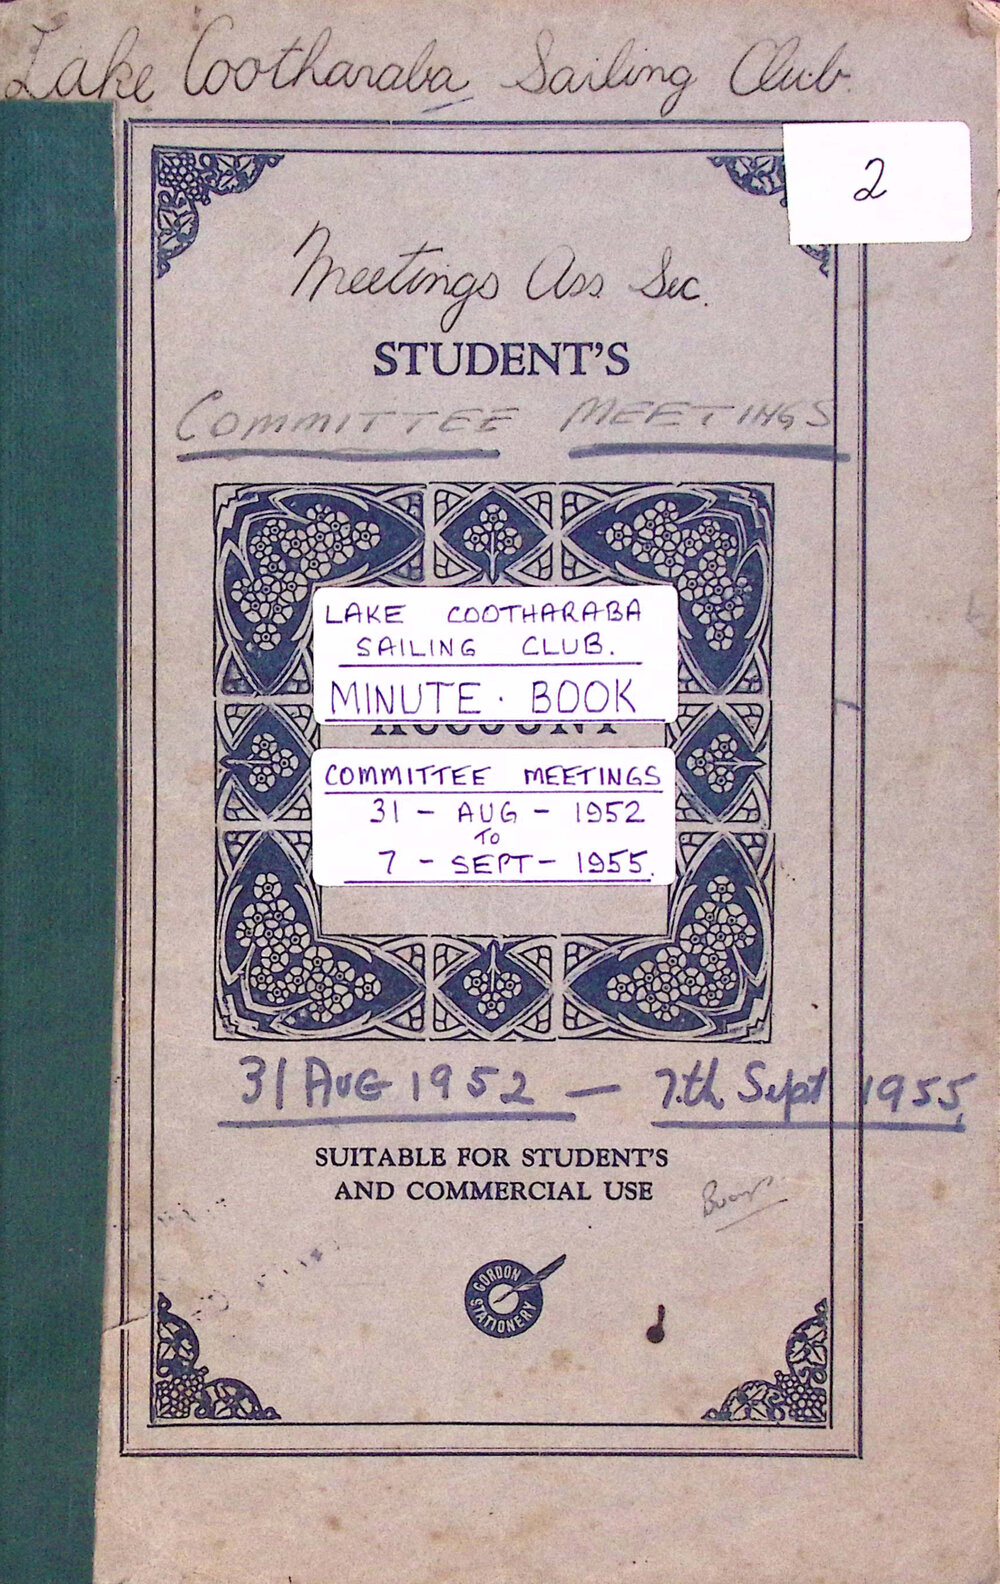 Lake Cootharaba Sailing Club.
2
Meetings Ass. Sec.
STUDENT'S
COMMITTEE MEETINGS
LAKE COOTHARABA
SAILING CLUB.
MINUTE · BOOK
ACCOUNT
COMMITTEE MEETINGS
31 - AUG - 1952
TO
7 - SEPT - 1955.
31 AUG 1952 — 7th Sept 1955.
SUITABLE FOR STUDENT'S
AND COMMERCIAL USE
GORDON
STATIONERY